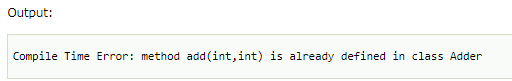 Output:
Compile Time Error: method add(int,int) is already defined in class Adder